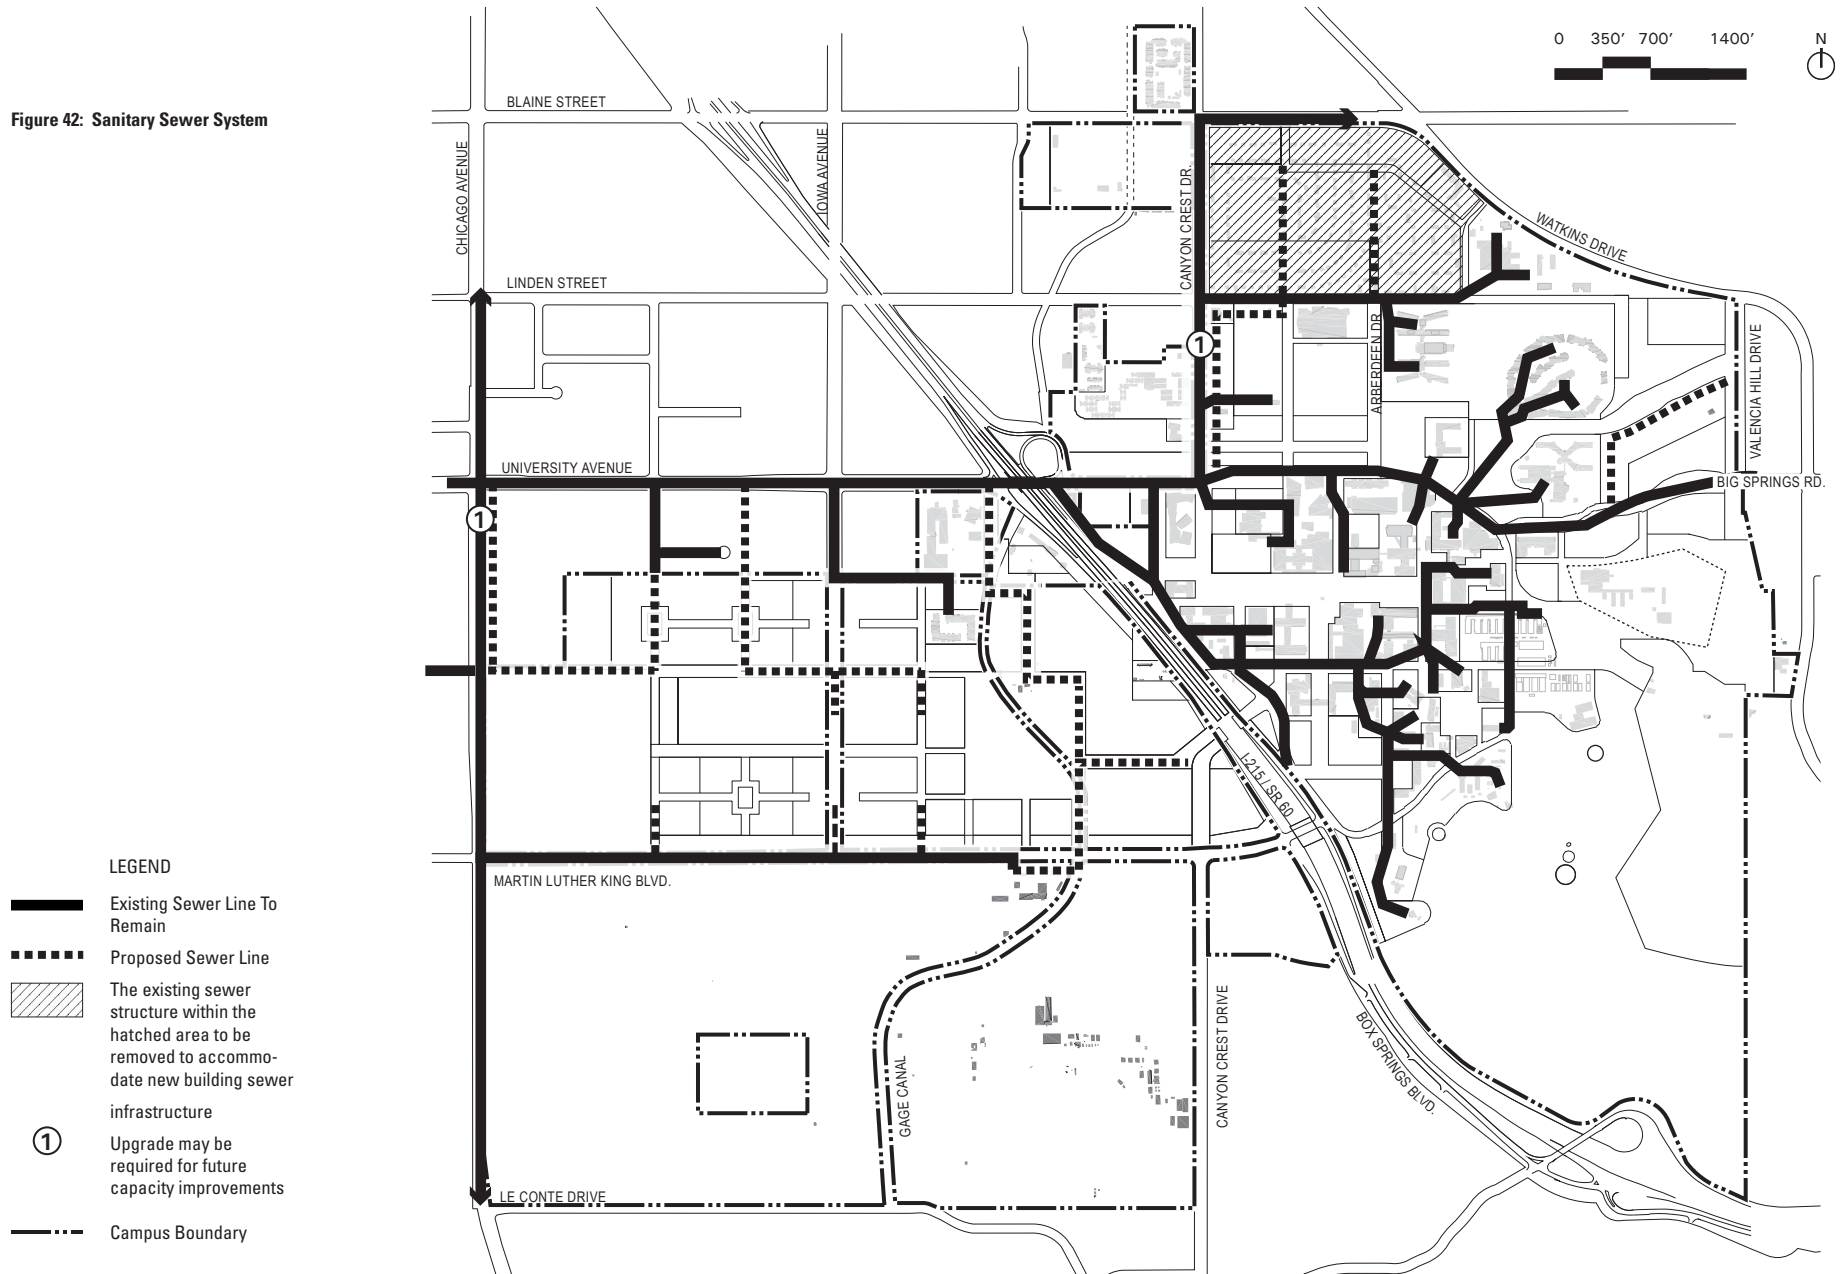 0 350' 700' 1400'
N
Figure 42: Sanitary Sewer System
BLAINE STREET
CHICAGO AVENUE
IOWA AVENUE
CANYON CREST DR.
WATKINS DRIVE
LINDEN STREET
ARBERDEEN DR.
VALENCIA HILL DRIVE
1
UNIVERSITY AVENUE
BIG SPRINGS RD.
1
I-215 / SR 60
MARTIN LUTHER KING BLVD.
GAGE CANAL
CANYON CREST DRIVE
BOX SPRINGS BLVD.
LE CONTE DRIVE
LEGEND
Existing Sewer Line To
Remain
Proposed Sewer Line
The existing sewer
structure within the
hatched area to be
removed to accommo-
date new building sewer
infrastructure
1
Upgrade may be
required for future
capacity improvements
Campus Boundary